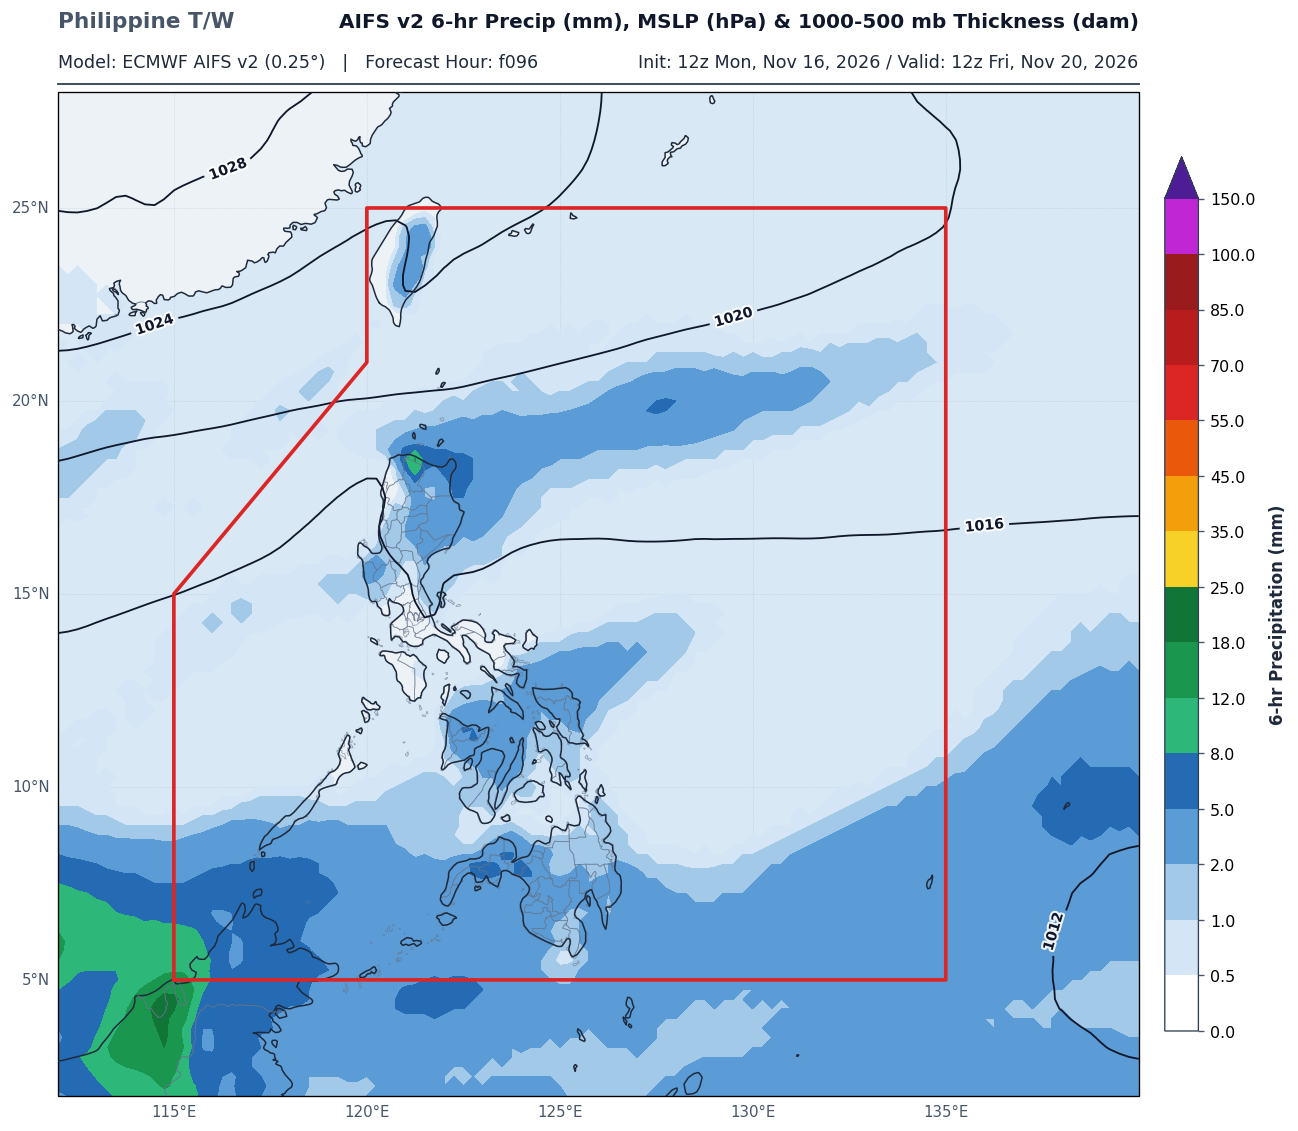 Philippine T/W
AIFS v2 6-hr Precip (mm), MSLP (hPa) & 1000-500 mb Thickness (dam)
Model: ECMWF AIFS v2 (0.25°) | Forecast Hour: f096
Init: 12z Mon, Nov 16, 2026 / Valid: 12z Fri, Nov 20, 2026
1028
1024
1020
1016
1012
25°N
20°N
15°N
10°N
5°N
115°E
120°E
125°E
130°E
135°E
150.0
100.0
85.0
70.0
55.0
45.0
35.0
25.0
18.0
12.0
8.0
5.0
2.0
1.0
0.5
0.0
6-hr Precipitation (mm)